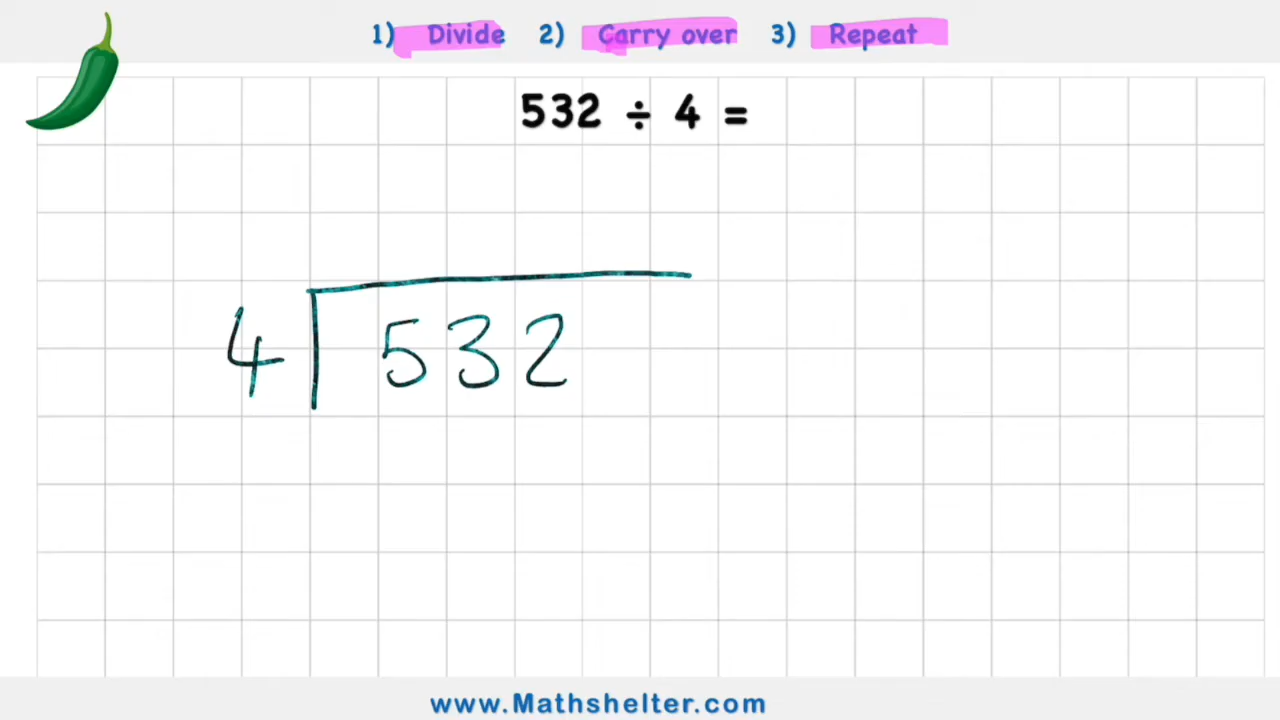 1) Divide 2) Carry over 3) Repeat
532 ÷ 4 =
4 532
www.Mathshelter.com